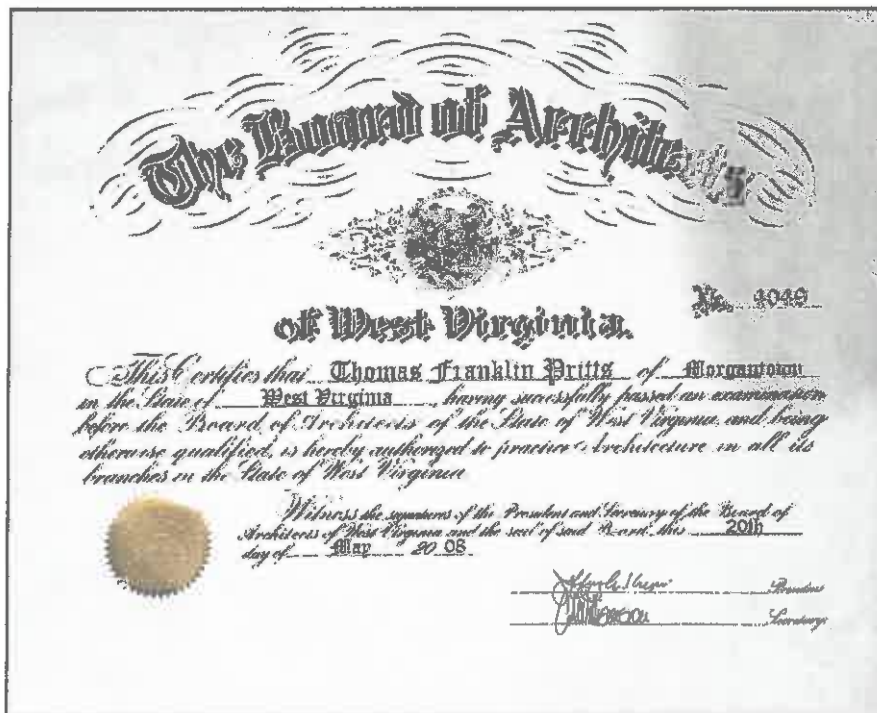 The Board of Architects
No. 4049
of West Virginia.
This Certifies that Thomas Franklin Pritts of Morgantown
in the State of West Virginia, having successfully passed an examination
before the Board of Architects of the State of West Virginia, and being
otherwise qualified, is hereby authorized to practice Architecture in all its
branches in the State of West Virginia
Witness the signatures of the President and Secretary of the Board of
Architects of West Virginia and the seal of said Board, this 20th
day of May 20 08
President
Secretary